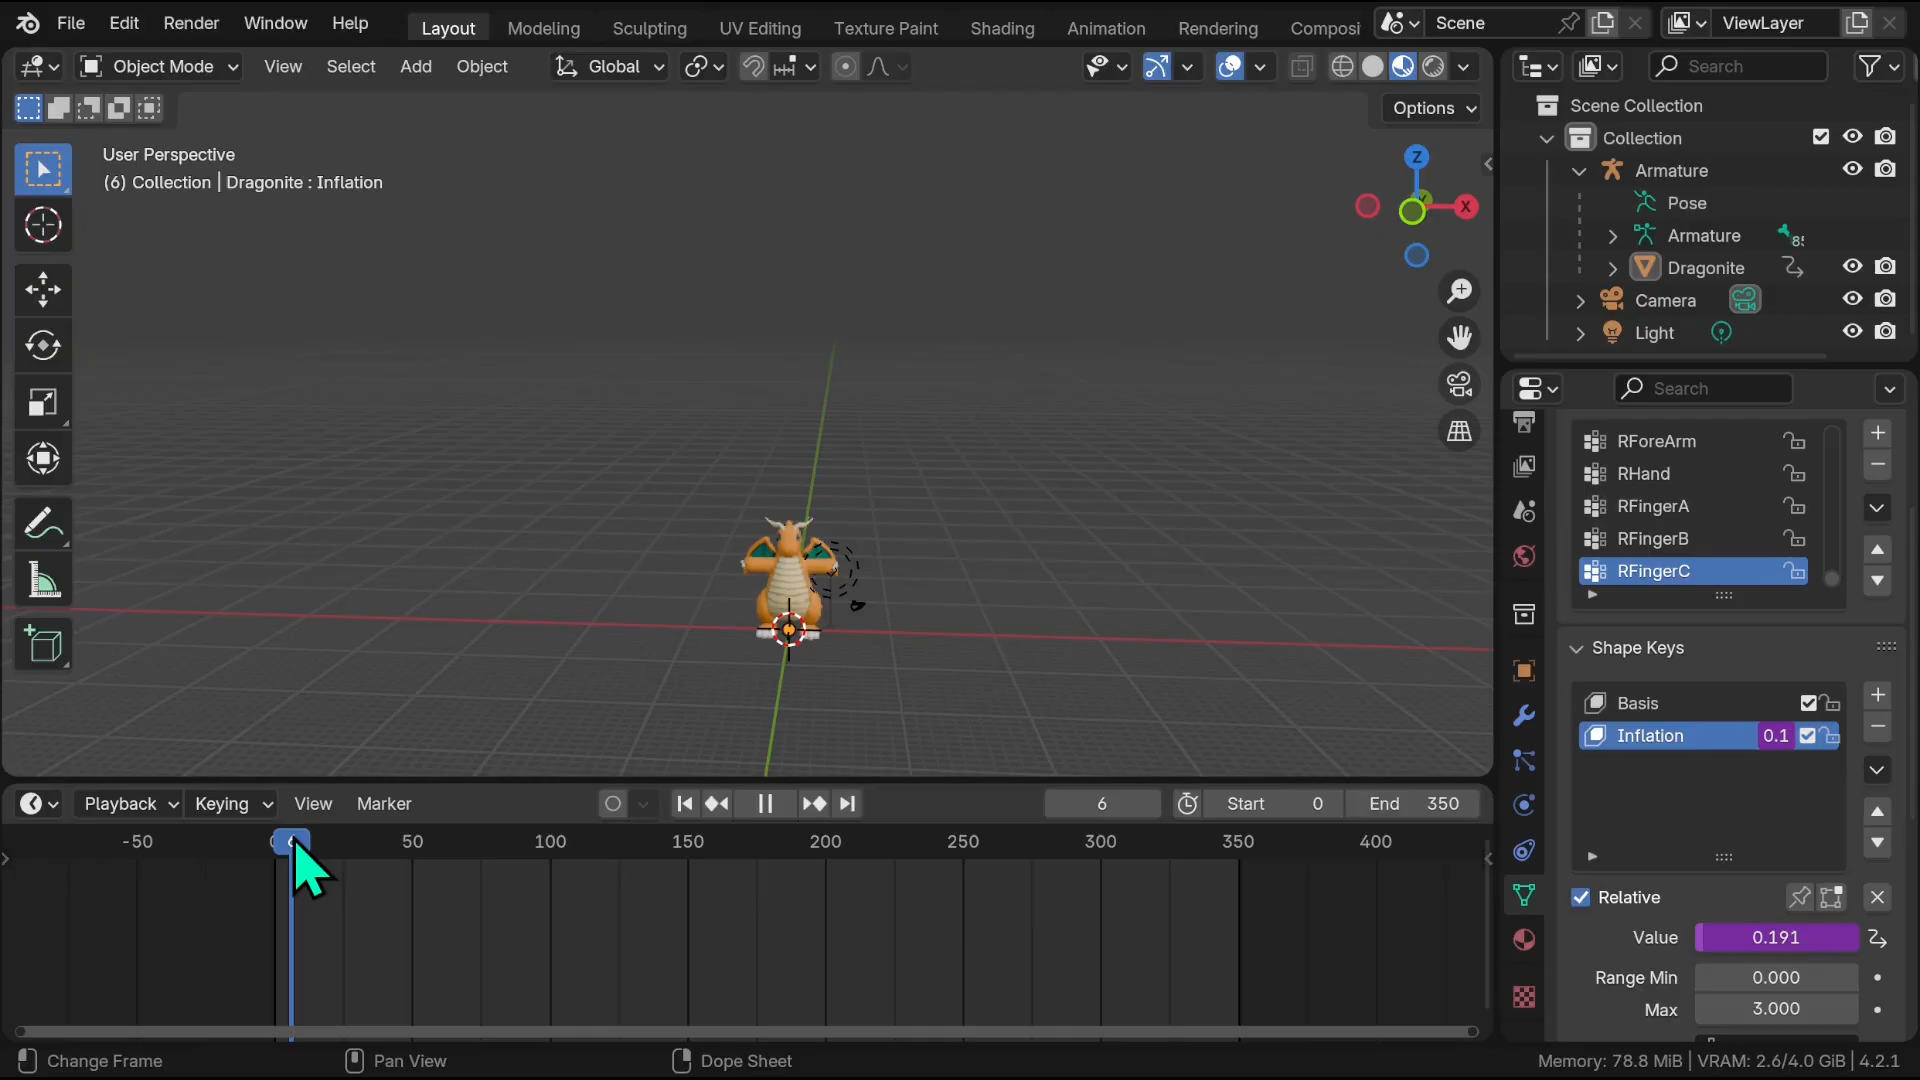 File Edit Render Window Help Layout Modeling Sculpting UV Editing Texture Paint Shading Animation Rendering Composi Scene ViewLayer
Object Mode View Select Add Object Global Search
Options
User Perspective
(6) Collection | Dragonite : Inflation
Z
X
Scene Collection
Collection
Armature
Pose
Armature
Dragonite
Camera
Light
Search
RForeArm
RHand
RFingerA
RFingerB
RFingerC
Shape Keys
Basis
Inflation 0.1
Relative
Value 0.191
Range Min 0.000
Max 3.000
Playback Keying View Marker 6 Start 0 End 350
-50 50 100 150 200 250 300 350 400
Change Frame Pan View Dope Sheet Memory: 78.8 MiB | VRAM: 2.6/4.0 GiB | 4.2.1